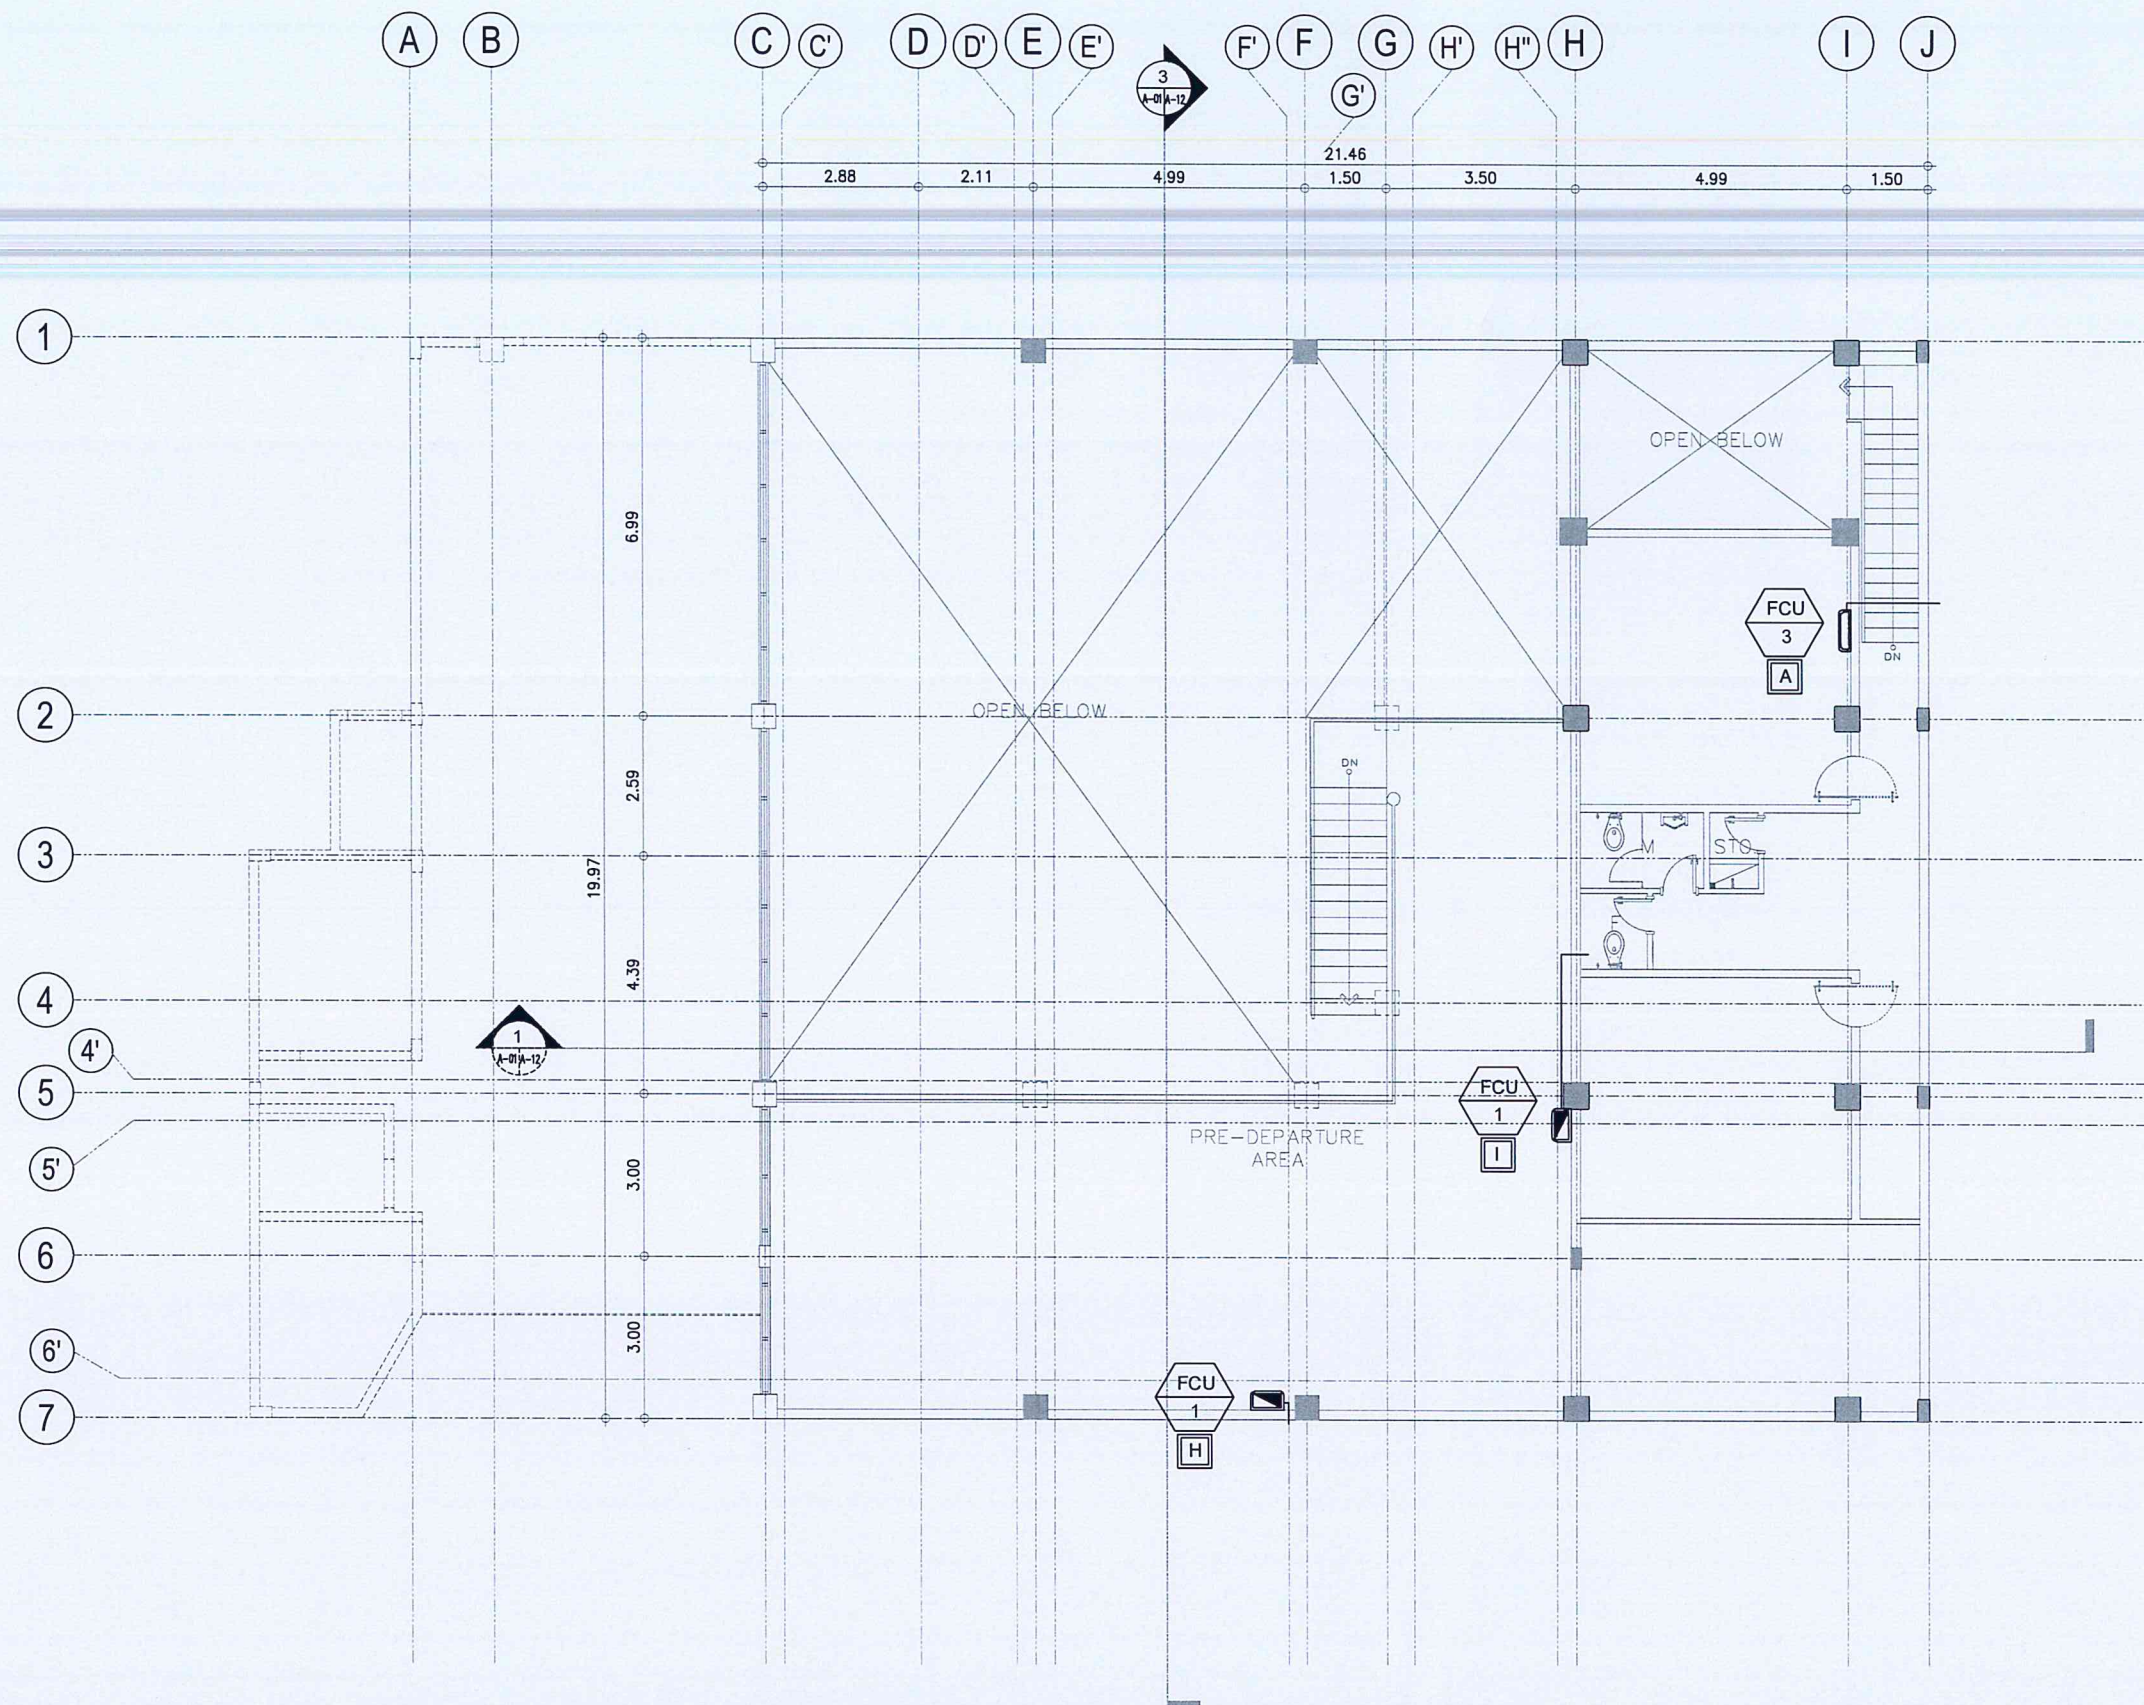 A B C C' D D' E E' F' F G H' H" H I J
3
A-01 A-12
G'
21.46
2.88 2.11 4.99 1.50 3.50 4.99 1.50
1
OPEN BELOW
6.99
FCU
3
A
DN
2
OPEN BELOW
DN
2.59
3
M
STO.
19.97
F
4.39
4
1
A-01 A-12
4'
5
FCU
1
I
PRE-DEPARTURE
AREA
5'
3.00
6
3.00
6'
FCU
1
H
7